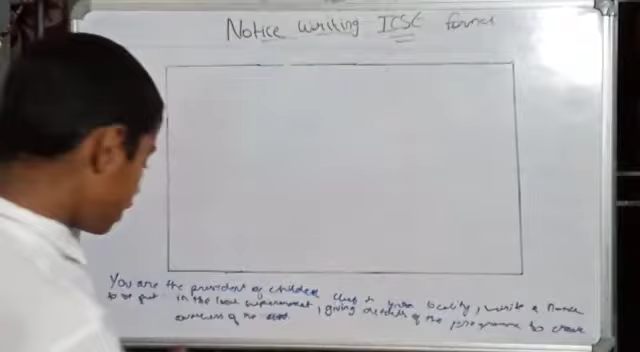 Notice writing ICSE format
You are the president of children club in your locality, write a Notice
to be put in the local supermarket, giving details of the programme to create
awareness of the